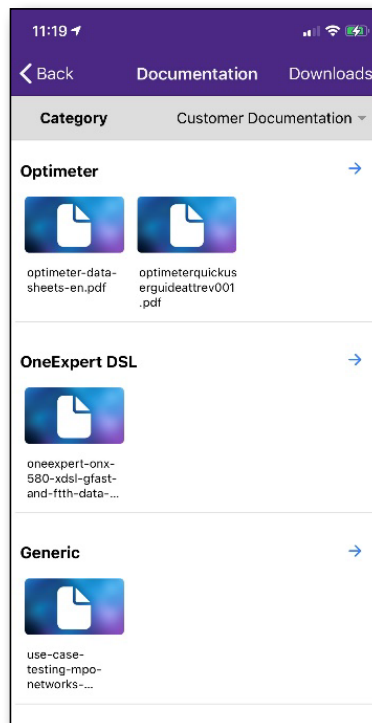 11:19
Back Documentation Downloads
Category Customer Documentation
Optimeter
optimeter-data-
sheets-en.pdf
optimeterquickus
erguideattrev001
.pdf
OneExpert DSL
oneexpert-onx-
580-xdsl-gfast-
and-ftth-data-...
Generic
use-case-
testing-mpo-
networks-...